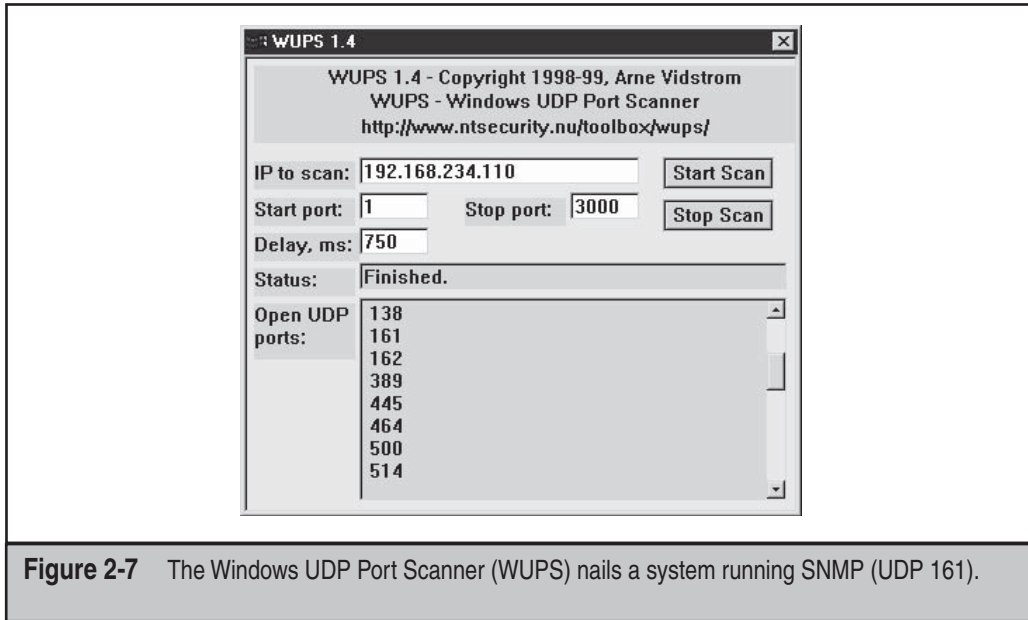 WUPS 1.4
WUPS 1.4 - Copyright 1998-99, Arne Vidstrom
WUPS - Windows UDP Port Scanner
http://www.ntsecurity.nu/toolbox/wups/
IP to scan: 192.168.234.110 Start Scan
Start port: 1 Stop port: 3000 Stop Scan
Delay, ms: 750
Status: Finished.
Open UDP ports:
138
161
162
389
445
464
500
514
Figure 2-7 The Windows UDP Port Scanner (WUPS) nails a system running SNMP (UDP 161).